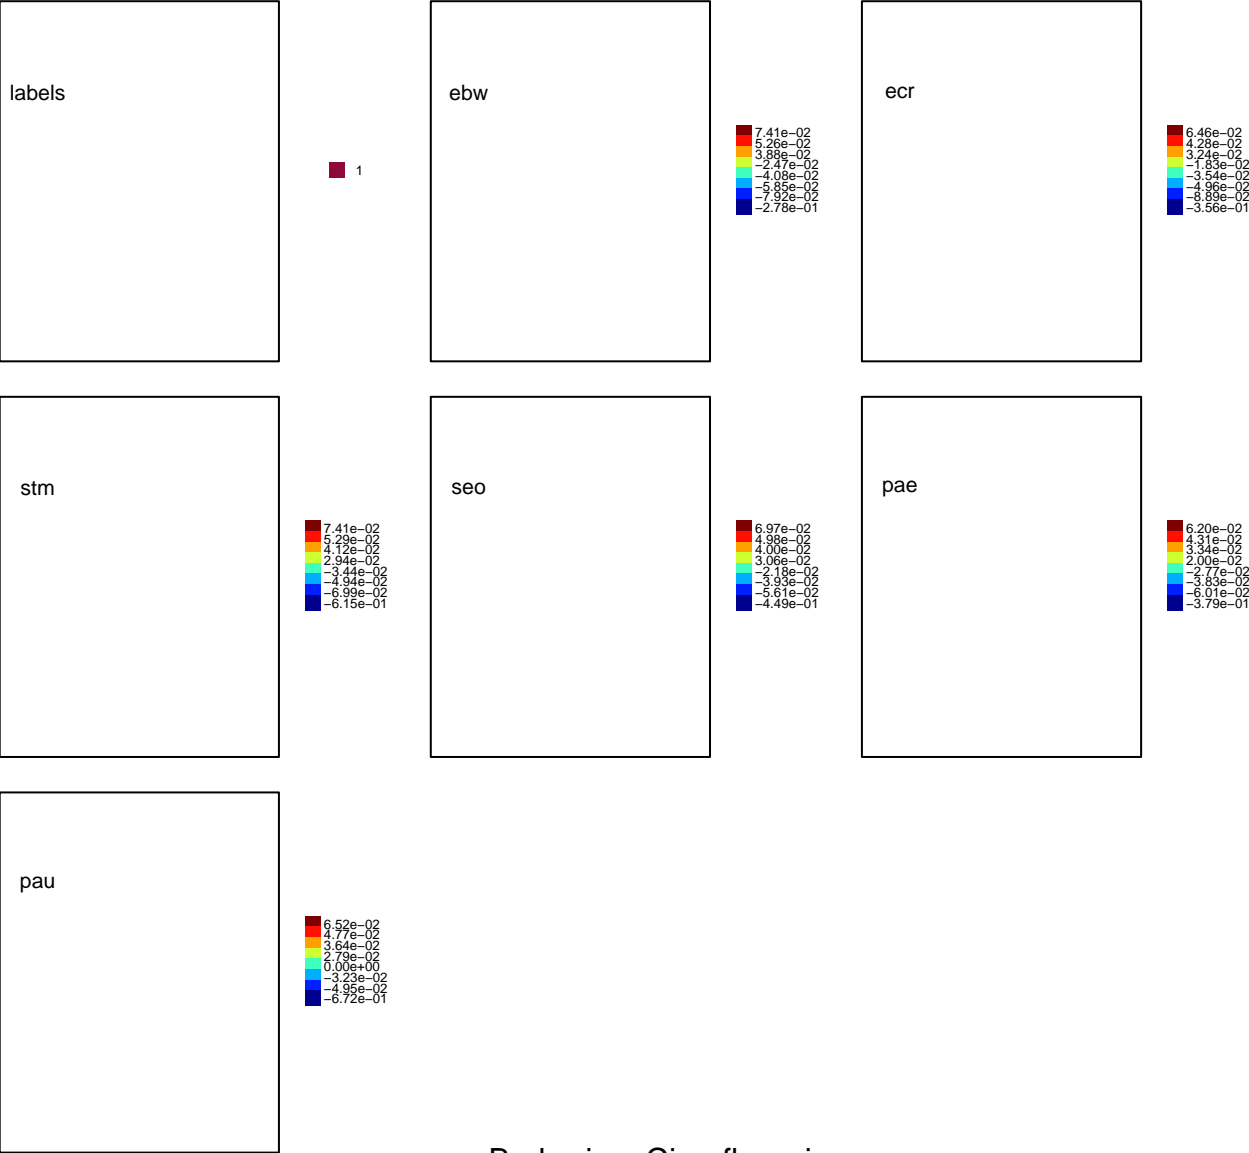 labels
1
ebw
7.41e−02
5.26e−02
3.88e−02
−2.47e−02
−4.08e−02
−5.85e−02
−7.92e−02
−2.78e−01
ecr
6.46e−02
4.28e−02
3.24e−02
−1.83e−02
−3.54e−02
−4.96e−02
−8.89e−02
−3.56e−01
stm
7.41e−02
5.29e−02
4.12e−02
2.94e−02
−3.44e−02
−4.94e−02
−6.99e−02
−6.15e−01
seo
6.97e−02
4.98e−02
4.00e−02
3.06e−02
−2.18e−02
−3.93e−02
−5.61e−02
−4.49e−01
pae
6.20e−02
4.31e−02
3.34e−02
2.00e−02
−2.77e−02
−3.83e−02
−6.01e−02
−3.79e−01
pau
6.52e−02
4.77e−02
3.64e−02
2.79e−02
0.00e+00
−3.23e−02
−4.95e−02
−6.72e−01